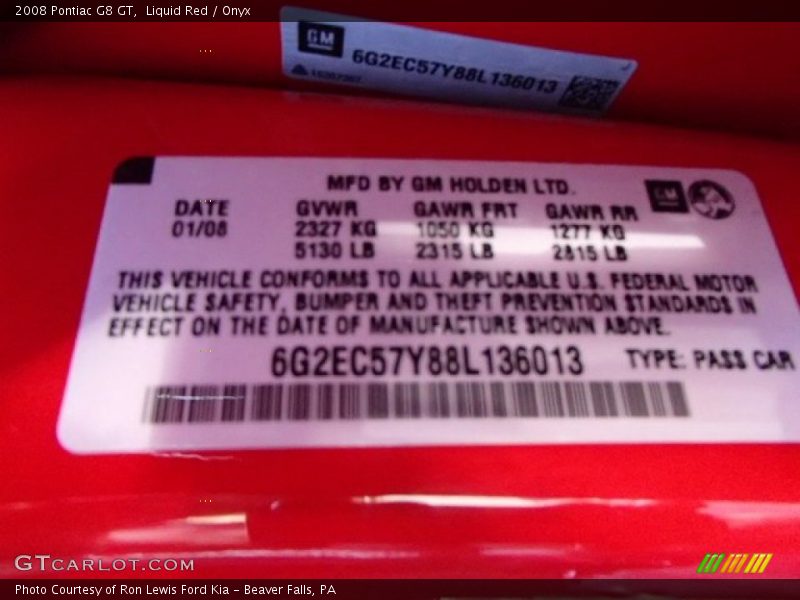 2008 Pontiac G8 GT,  Liquid Red / Onyx
GM
6G2EC57Y88L136013
MFD BY GM HOLDEN LTD.
GM
DATE GVWR GAWR FRT GAWR RR
01/08 2327 KG 1050 KG 1277 KG
5130 LB 2315 LB 2815 LB
THIS VEHICLE CONFORMS TO ALL APPLICABLE U.S. FEDERAL MOTOR
VEHICLE SAFETY, BUMPER AND THEFT PREVENTION STANDARDS IN
EFFECT ON THE DATE OF MANUFACTURE SHOWN ABOVE.
6G2EC57Y88L136013 TYPE: PASS CAR
GTCARLOT.COM
Photo Courtesy of Ron Lewis Ford Kia - Beaver Falls, PA